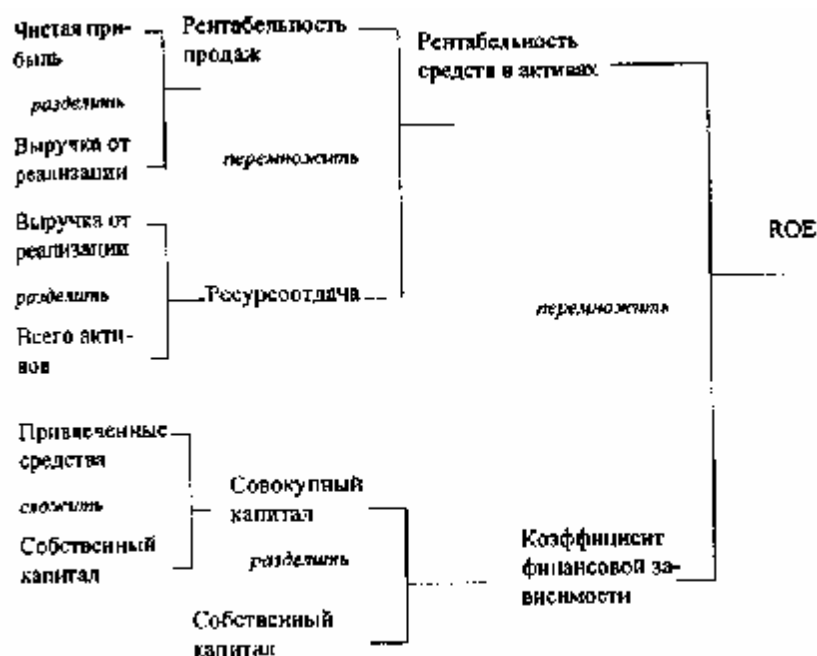 Чистая при-
быль
разделить
Выручка от
реализации
Рентабельность
продаж
перемножить
Выручка от
реализации
разделить
Всего акти-
вов
Ресурсоотдача
Рентабельность
средств в активах
перемножить
ROE
Привлеченные
средства
сложить
Собственный
капитал
Совокупный
капитал
разделить
Собственный
капитал
Коэффициент
финансовой за-
висимости